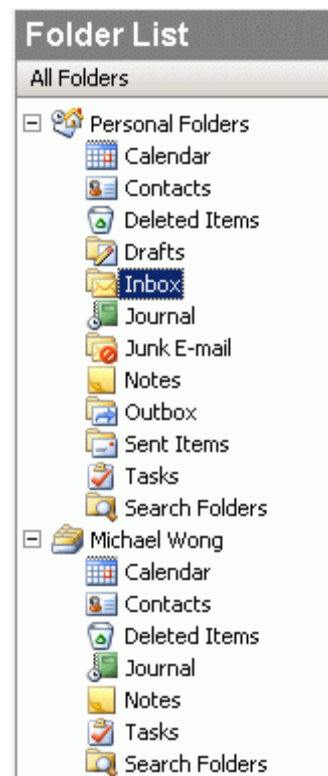 Folder List
All Folders
Personal Folders
Calendar
Contacts
Deleted Items
Drafts
Inbox
Journal
Junk E-mail
Notes
Outbox
Sent Items
Tasks
Search Folders
Michael Wong
Calendar
Contacts
Deleted Items
Journal
Notes
Tasks
Search Folders